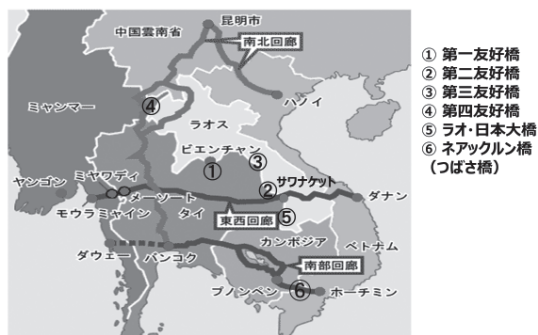 昆明市
中国雲南省
南北回廊
ハノイ
ミャンマー
④
ラオス
ビエンチャン
①
③
ヤンゴン
ミヤワディ
メーソート
②
サワナケット
ダナン
モウラミャイン
タイ
東西回廊
⑤
カンボジア
ベトナム
ダウェー
バンコク
南部回廊
プノンペン
⑥
ホーチミン
① 第一友好橋
② 第二友好橋
③ 第三友好橋
④ 第四友好橋
⑤ ラオ・日本大橋
⑥ ネアックルン橋
（つばさ橋）